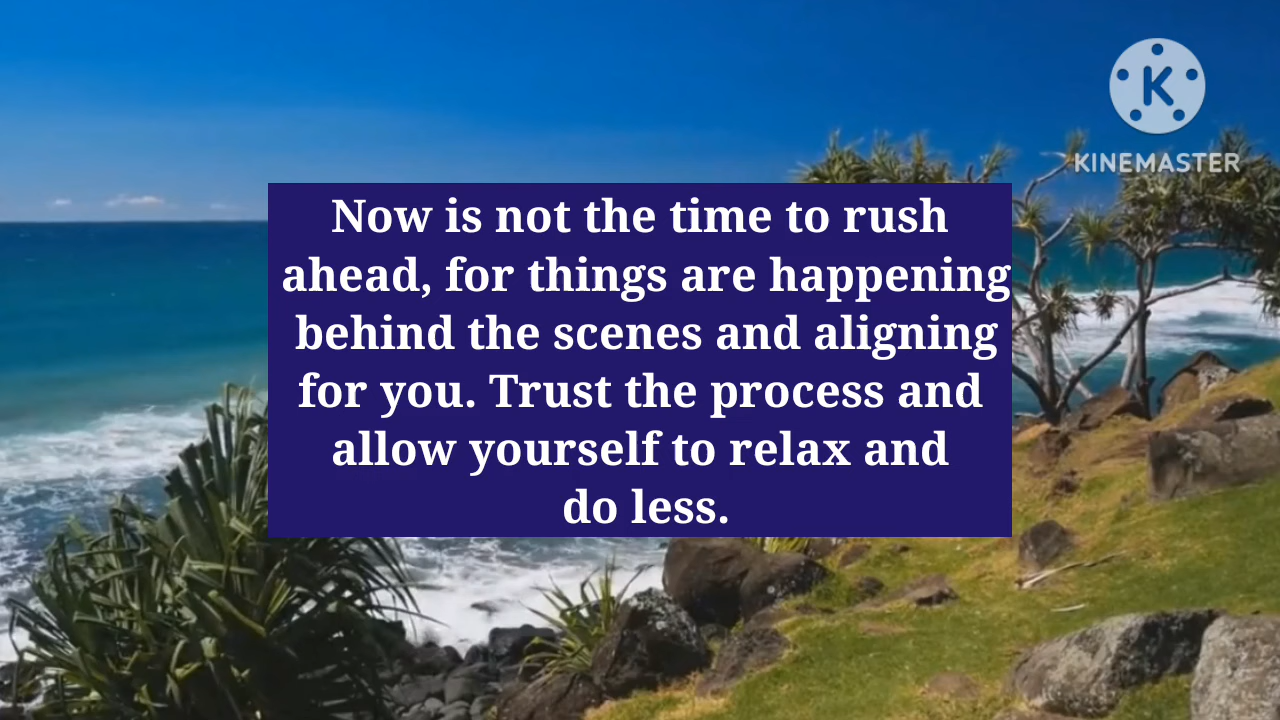 K
KINEMASTER
Now is not the time to rush
ahead, for things are happening
behind the scenes and aligning
for you. Trust the process and
allow yourself to relax and
do less.